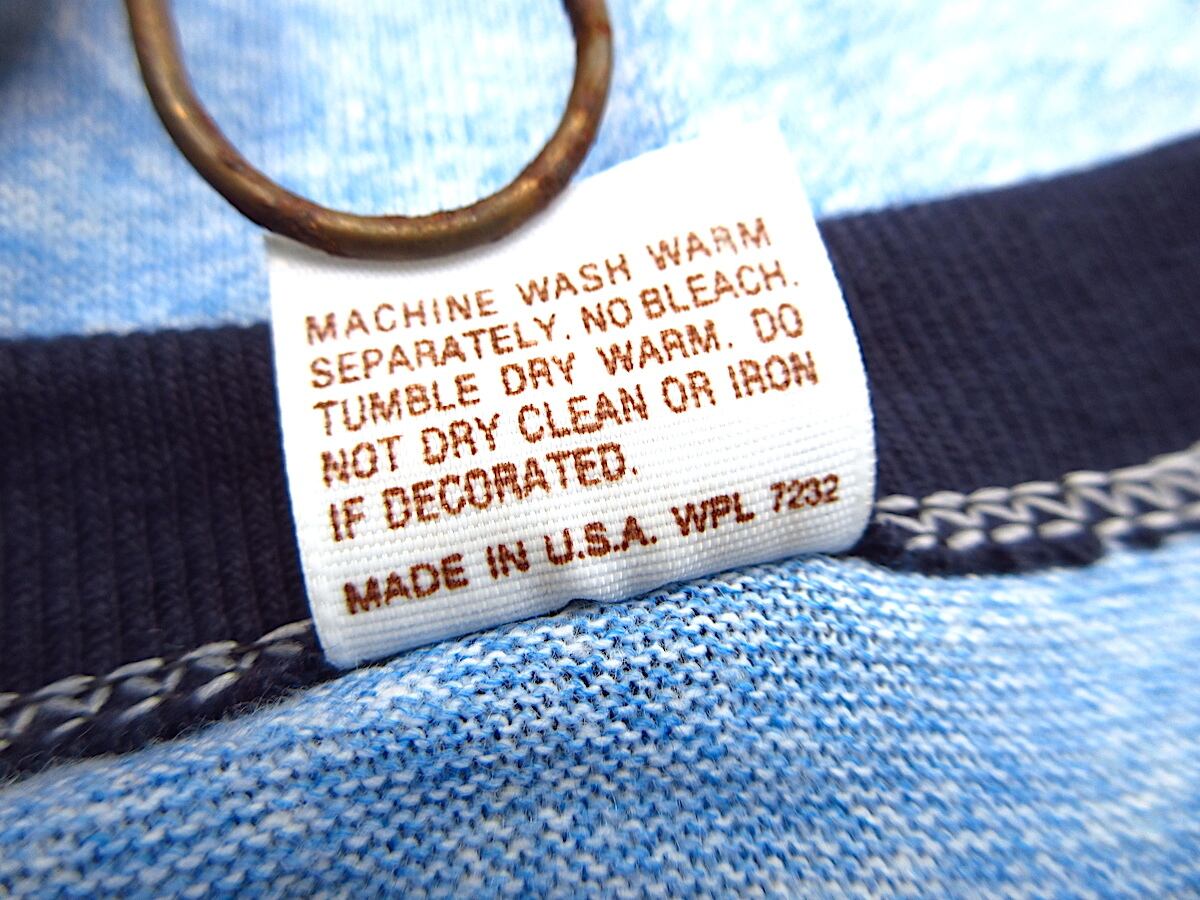 MACHINE WASH WARM
SEPARATELY. NO BLEACH.
TUMBLE DRY WARM. DO
NOT DRY CLEAN OR IRON
IF DECORATED.
MADE IN U.S.A. WPL 7232